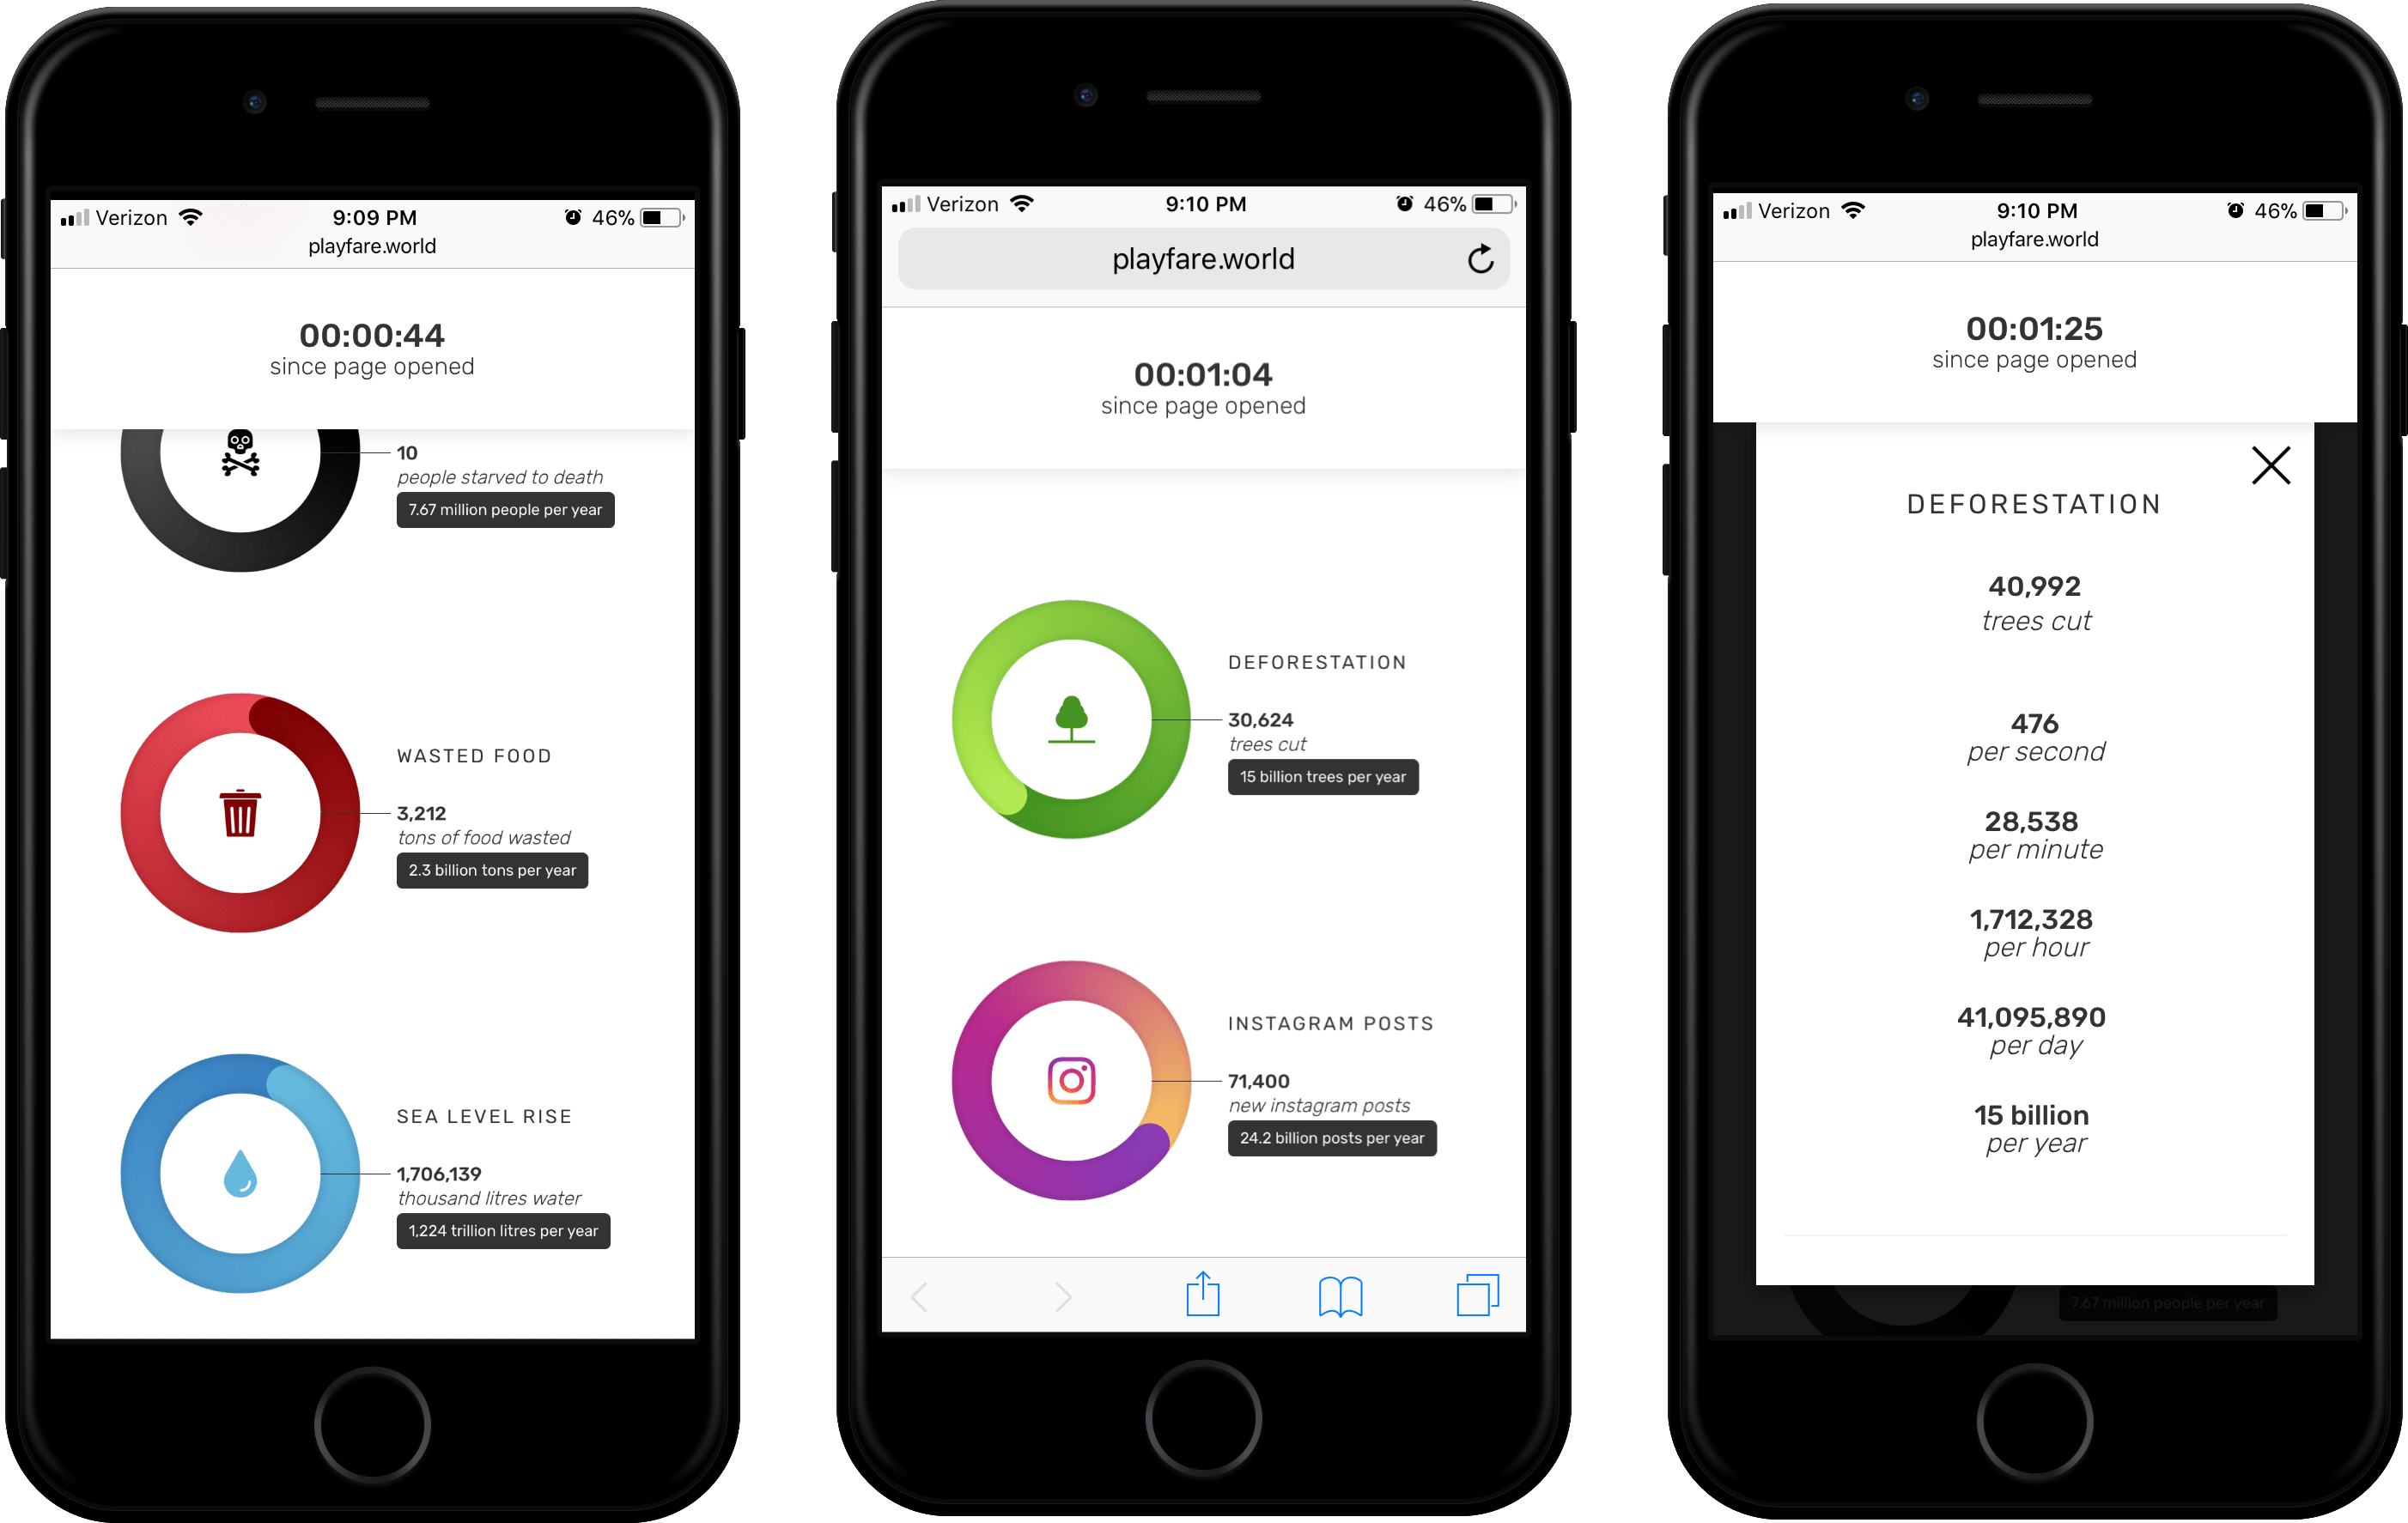 Verizon 9:09 PM 46%
playfare.world
00:00:44
since page opened
10
people starved to death
7.67 million people per year
WASTED FOOD
3,212
tons of food wasted
2.3 billion tons per year
SEA LEVEL RISE
1,706,139
thousand litres water
1,224 trillion litres per year
Verizon 9:10 PM 46%
playfare.world
00:01:04
since page opened
DEFORESTATION
30,624
trees cut
15 billion trees per year
INSTAGRAM POSTS
71,400
new instagram posts
24.2 billion posts per year
Verizon 9:10 PM 46%
playfare.world
00:01:25
since page opened
DEFORESTATION
40,992
trees cut
476
per second
28,538
per minute
1,712,328
per hour
41,095,890
per day
15 billion
per year
7.67 million people per year